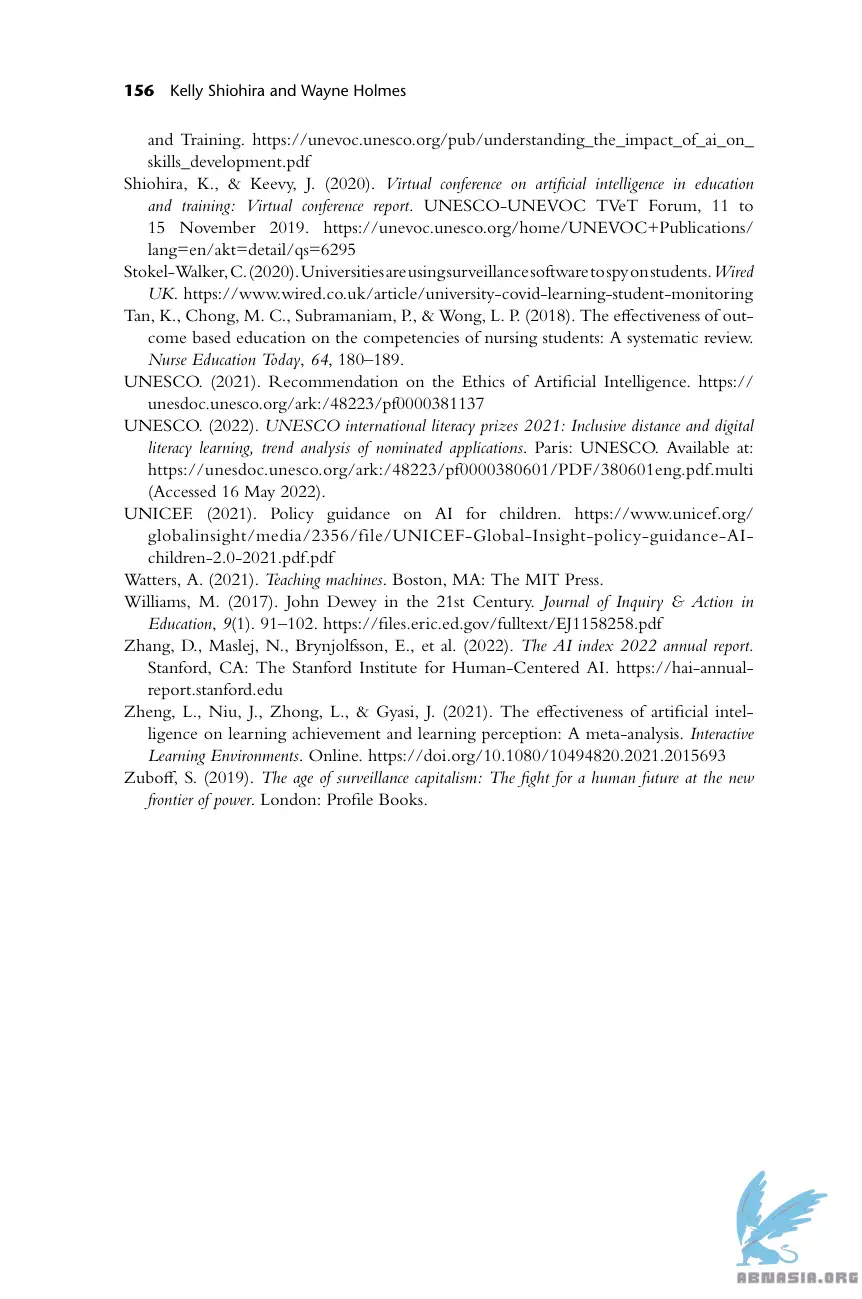 156 Kelly Shiohira and Wayne Holmes
and Training. https://unevoc.unesco.org/pub/understanding_the_impact_of_ai_on_
skills_development.pdf
Shiohira, K., & Keevy, J. (2020). Virtual conference on artificial intelligence in education
and training: Virtual conference report. UNESCO-UNEVOC TVeT Forum, 11 to
15 November 2019. https://unevoc.unesco.org/home/UNEVOC+Publications/
lang=en/akt=detail/qs=6295
Stokel-Walker, C. (2020). Universities are using surveillance software to spy on students. Wired
UK. https://www.wired.co.uk/article/university-covid-learning-student-monitoring
Tan, K., Chong, M. C., Subramaniam, P., & Wong, L. P. (2018). The effectiveness of out-
come based education on the competencies of nursing students: A systematic review.
Nurse Education Today, 64, 180–189.
UNESCO. (2021). Recommendation on the Ethics of Artificial Intelligence. https://
unesdoc.unesco.org/ark:/48223/pf0000381137
UNESCO. (2022). UNESCO international literacy prizes 2021: Inclusive distance and digital
literacy learning, trend analysis of nominated applications. Paris: UNESCO. Available at:
https://unesdoc.unesco.org/ark:/48223/pf0000380601/PDF/380601eng.pdf.multi
(Accessed 16 May 2022).
UNICEF. (2021). Policy guidance on AI for children. https://www.unicef.org/
globalinsight/media/2356/file/UNICEF-Global-Insight-policy-guidance-AI-
children-2.0-2021.pdf.pdf
Watters, A. (2021). Teaching machines. Boston, MA: The MIT Press.
Williams, M. (2017). John Dewey in the 21st Century. Journal of Inquiry & Action in
Education, 9(1). 91–102. https://files.eric.ed.gov/fulltext/EJ1158258.pdf
Zhang, D., Maslej, N., Brynjolfsson, E., et al. (2022). The AI index 2022 annual report.
Stanford, CA: The Stanford Institute for Human-Centered AI. https://hai-annual-
report.stanford.edu
Zheng, L., Niu, J., Zhong, L., & Gyasi, J. (2021). The effectiveness of artificial intel-
ligence on learning achievement and learning perception: A meta-analysis. Interactive
Learning Environments. Online. https://doi.org/10.1080/10494820.2021.2015693
Zuboff, S. (2019). The age of surveillance capitalism: The fight for a human future at the new
frontier of power. London: Profile Books.
ABNASIA.ORG